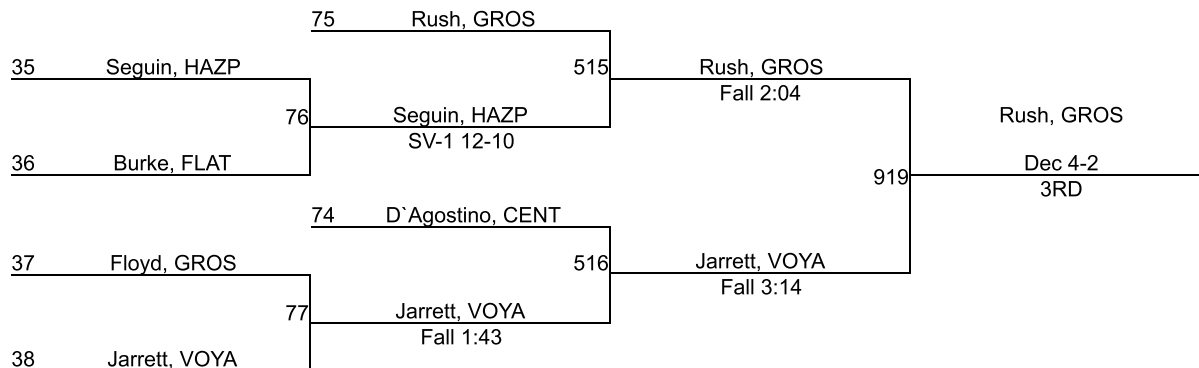 75 Rush, GROS
35 Seguin, HAZP
515 Rush, GROS
Fall 2:04
76 Seguin, HAZP
SV-1 12-10
Rush, GROS
36 Burke, FLAT
Dec 4-2
919
3RD
74 D`Agostino, CENT
37 Floyd, GROS
516 Jarrett, VOYA
Fall 3:14
77 Jarrett, VOYA
Fall 1:43
38 Jarrett, VOYA